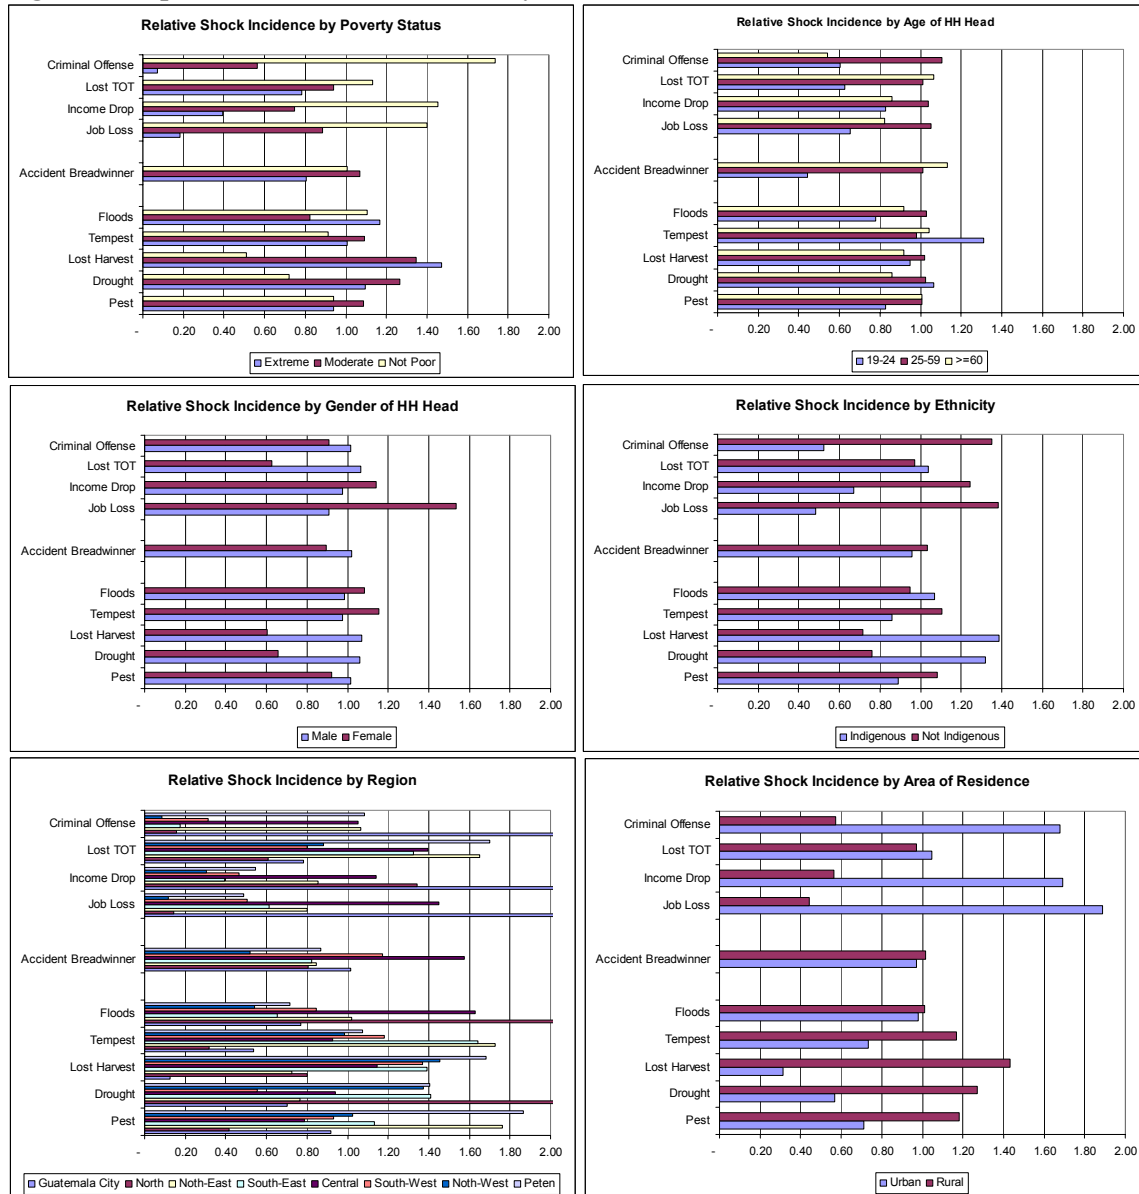 Relative Shock Incidence by Poverty Status
Criminal Offense
Lost TOT
Income Drop
Job Loss
Accident Breadwinner
Floods
Tempest
Lost Harvest
Drought
Pest
- 0.20 0.40 0.60 0.80 1.00 1.20 1.40 1.60 1.80 2.00
Extreme Moderate Not Poor
Relative Shock Incidence by Age of HH Head
Criminal Offense
Lost TOT
Income Drop
Job Loss
Accident Breadwinner
Floods
Tempest
Lost Harvest
Drought
Pest
- 0.20 0.40 0.60 0.80 1.00 1.20 1.40 1.60 1.80 2.00
19-24 25-59 >=60
Relative Shock Incidence by Gender of HH Head
Criminal Offense
Lost TOT
Income Drop
Job Loss
Accident Breadwinner
Floods
Tempest
Lost Harvest
Drought
Pest
- 0.20 0.40 0.60 0.80 1.00 1.20 1.40 1.60 1.80 2.00
Male Female
Relative Shock Incidence by Ethnicity
Criminal Offense
Lost TOT
Income Drop
Job Loss
Accident Breadwinner
Floods
Tempest
Lost Harvest
Drought
Pest
- 0.20 0.40 0.60 0.80 1.00 1.20 1.40 1.60 1.80 2.00
Indigenous Not Indigenous
Relative Shock Incidence by Region
Criminal Offense
Lost TOT
Income Drop
Job Loss
Accident Breadwinner
Floods
Tempest
Lost Harvest
Drought
Pest
- 0.20 0.40 0.60 0.80 1.00 1.20 1.40 1.60 1.80 2.00
Guatemala City North Noth-East South-East Central South-West Noth-West Peten
Relative Shock Incidence by Area of Residence
Criminal Offense
Lost TOT
Income Drop
Job Loss
Accident Breadwinner
Floods
Tempest
Lost Harvest
Drought
Pest
- 0.20 0.40 0.60 0.80 1.00 1.20 1.40 1.60 1.80 2.00
Urban Rural